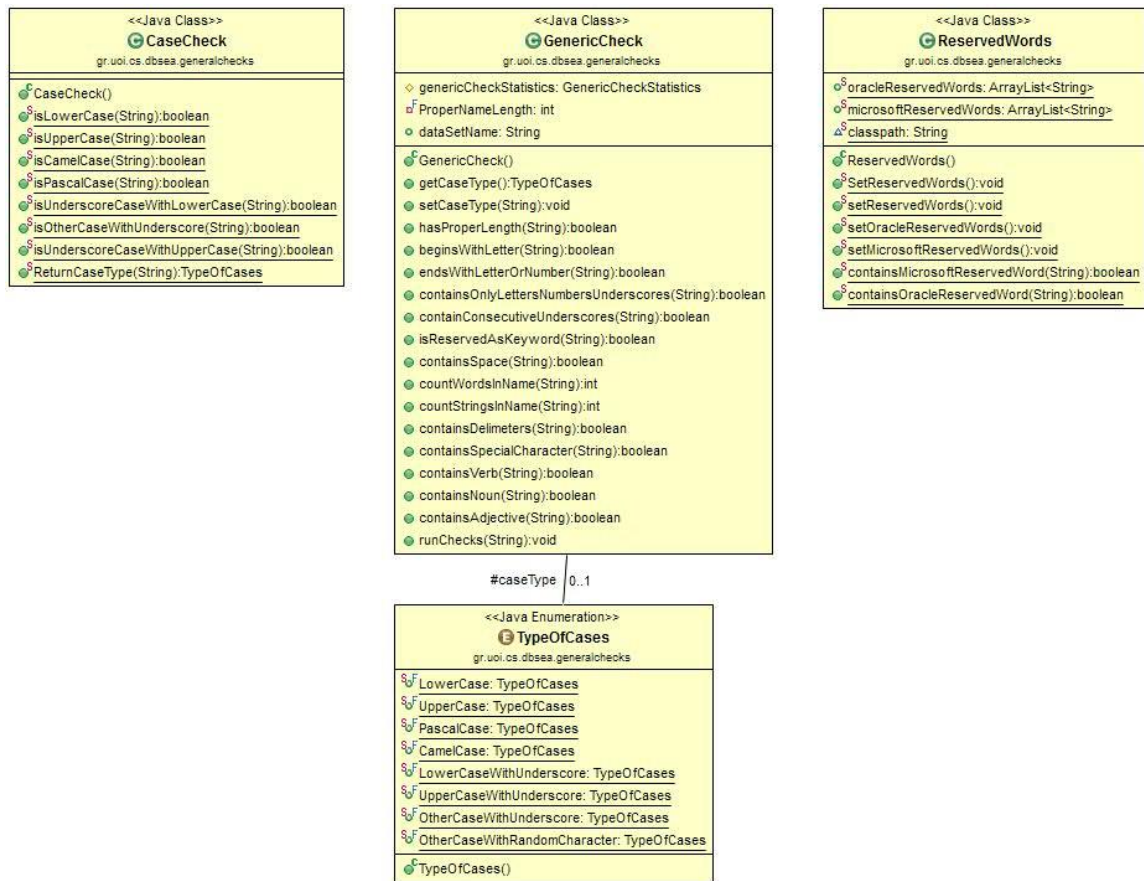 <<Java Class>>
CaseCheck
gr.uoi.cs.dbsea.generalchecks
CaseCheck()
isLowerCase(String):boolean
isUpperCase(String):boolean
isCamelCase(String):boolean
isPascalCase(String):boolean
isUnderscoreCaseWithLowerCase(String):boolean
isOtherCaseWithUnderscore(String):boolean
isUnderscoreCaseWithUpperCase(String):boolean
ReturnCaseType(String):TypeOfCases
<<Java Class>>
GenericCheck
gr.uoi.cs.dbsea.generalchecks
genericCheckStatistics: GenericCheckStatistics
ProperNameLength: int
dataSetName: String
GenericCheck()
getCaseType():TypeOfCases
setCaseType(String):void
hasProperLength(String):boolean
beginsWithLetter(String):boolean
endsWithLetterOrNumber(String):boolean
containsOnlyLettersNumbersUnderscores(String):boolean
containConsecutiveUnderscores(String):boolean
isReservedAsKeyword(String):boolean
containsSpace(String):boolean
countWordsInName(String):int
countStringsInName(String):int
containsDelimeters(String):boolean
containsSpecialCharacter(String):boolean
containsVerb(String):boolean
containsNoun(String):boolean
containsAdjective(String):boolean
runChecks(String):void
<<Java Class>>
ReservedWords
gr.uoi.cs.dbsea.generalchecks
oracleReservedWords: ArrayList<String>
microsoftReservedWords: ArrayList<String>
classpath: String
ReservedWords()
SetReservedWords():void
setReservedWords():void
setOracleReservedWords():void
setMicrosoftReservedWords():void
containsMicrosoftReservedWord(String):boolean
containsOracleReservedWord(String):boolean
#caseType 0..1
<<Java Enumeration>>
TypeOfCases
gr.uoi.cs.dbsea.generalchecks
LowerCase: TypeOfCases
UpperCase: TypeOfCases
PascalCase: TypeOfCases
CamelCase: TypeOfCases
LowerCaseWithUnderscore: TypeOfCases
UpperCaseWithUnderscore: TypeOfCases
OtherCaseWithUnderscore: TypeOfCases
OtherCaseWithRandomCharacter: TypeOfCases
TypeOfCases()